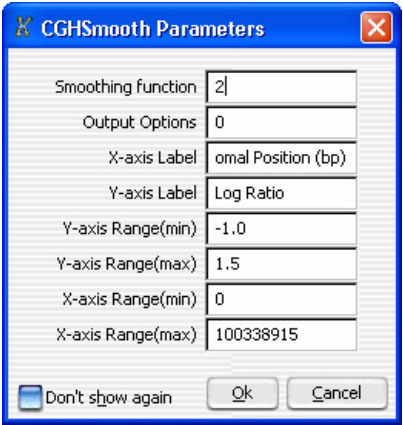 CGHSmooth Parameters
Smoothing function 2
Output Options 0
X-axis Label omal Position (bp)
Y-axis Label Log Ratio
Y-axis Range(min) -1.0
Y-axis Range(max) 1.5
X-axis Range(min) 0
X-axis Range(max) 100338915
Don't show again Ok Cancel